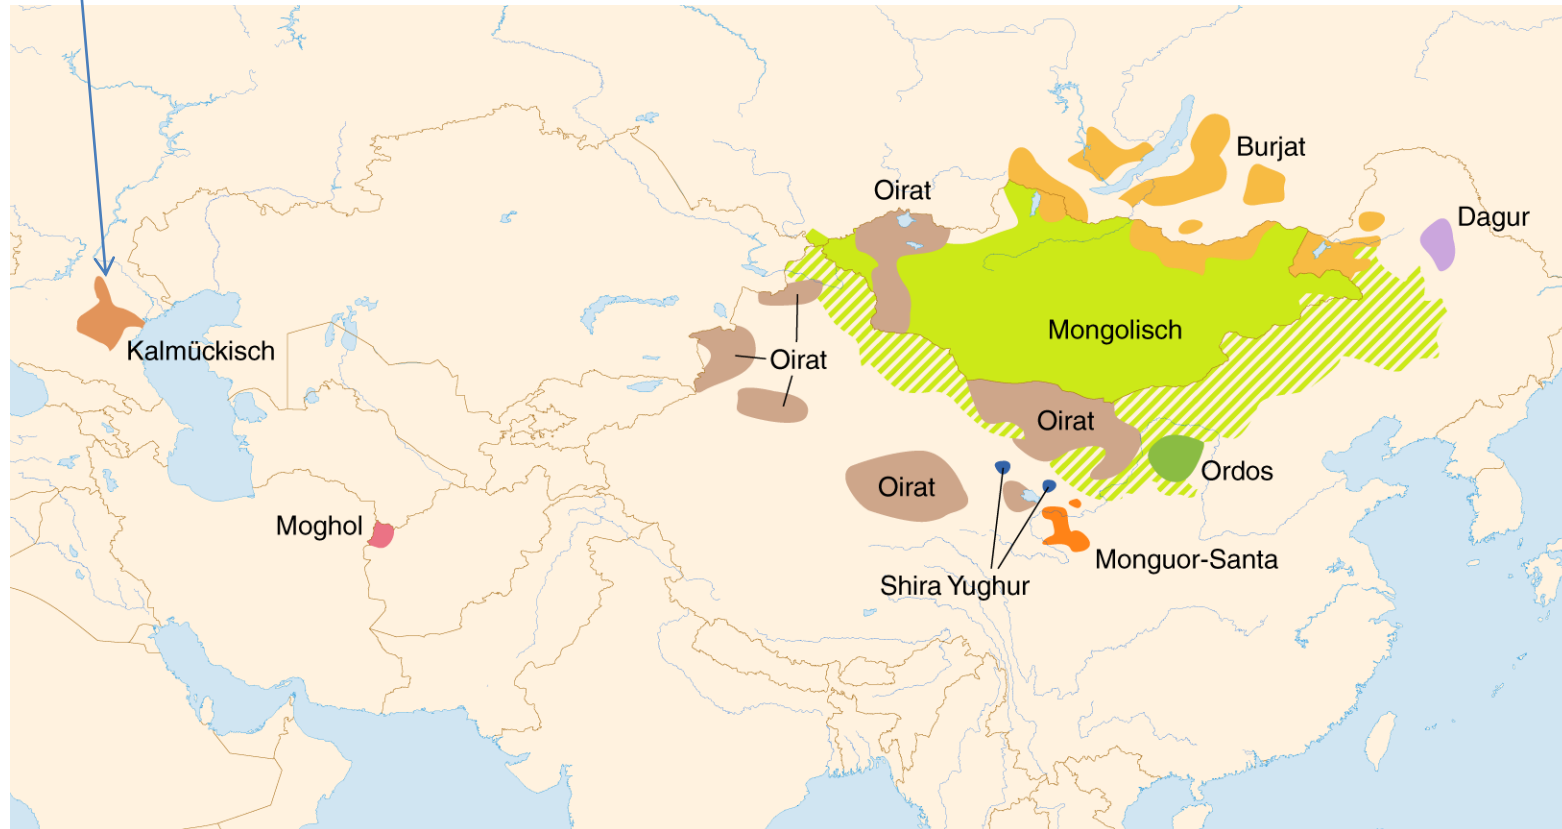 Burjat
Oirat
Dagur
Mongolisch
Kalmückisch
Oirat
Oirat
Ordos
Oirat
Moghol
Monguor-Santa
Shira Yughur